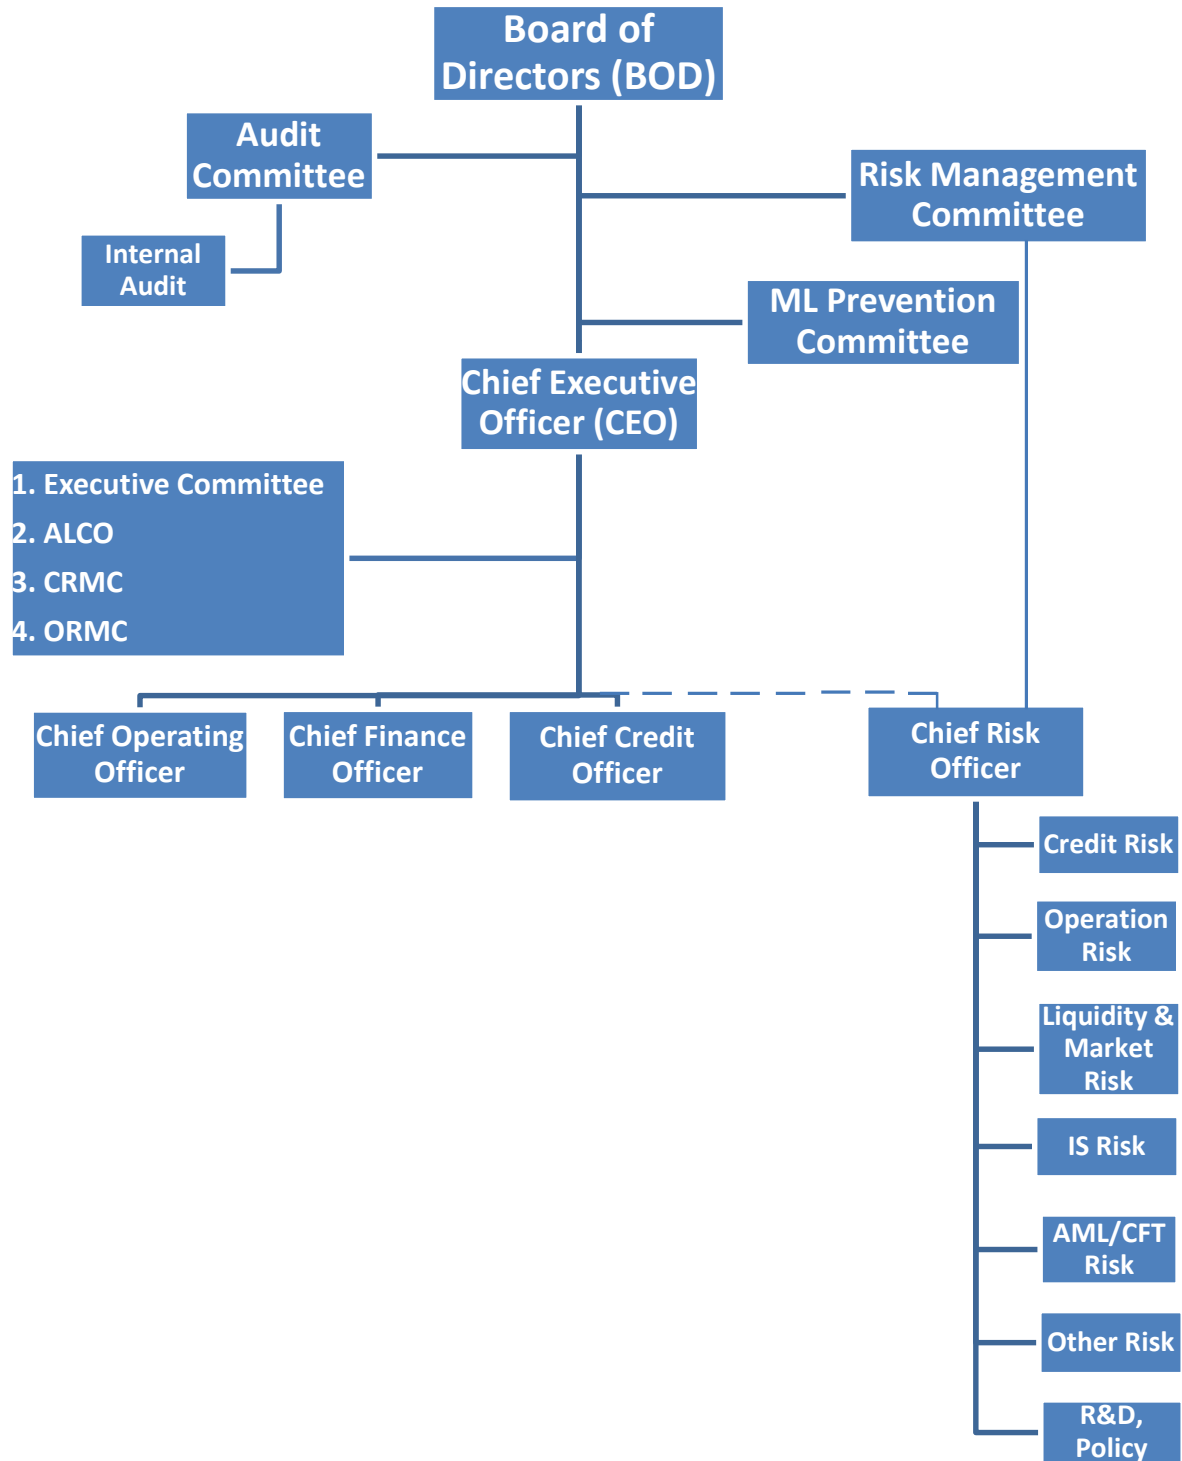 Board of
Directors (BOD)
Audit
Committee
Risk Management
Committee
Internal
Audit
ML Prevention
Committee
Chief Executive
Officer (CEO)
1. Executive Committee
2. ALCO
3. CRMC
4. ORMC
Chief Operating
Officer
Chief Finance
Officer
Chief Credit
Officer
Chief Risk
Officer
Credit Risk
Operation
Risk
Liquidity &
Market
Risk
IS Risk
AML/CFT
Risk
Other Risk
R&D,
Policy